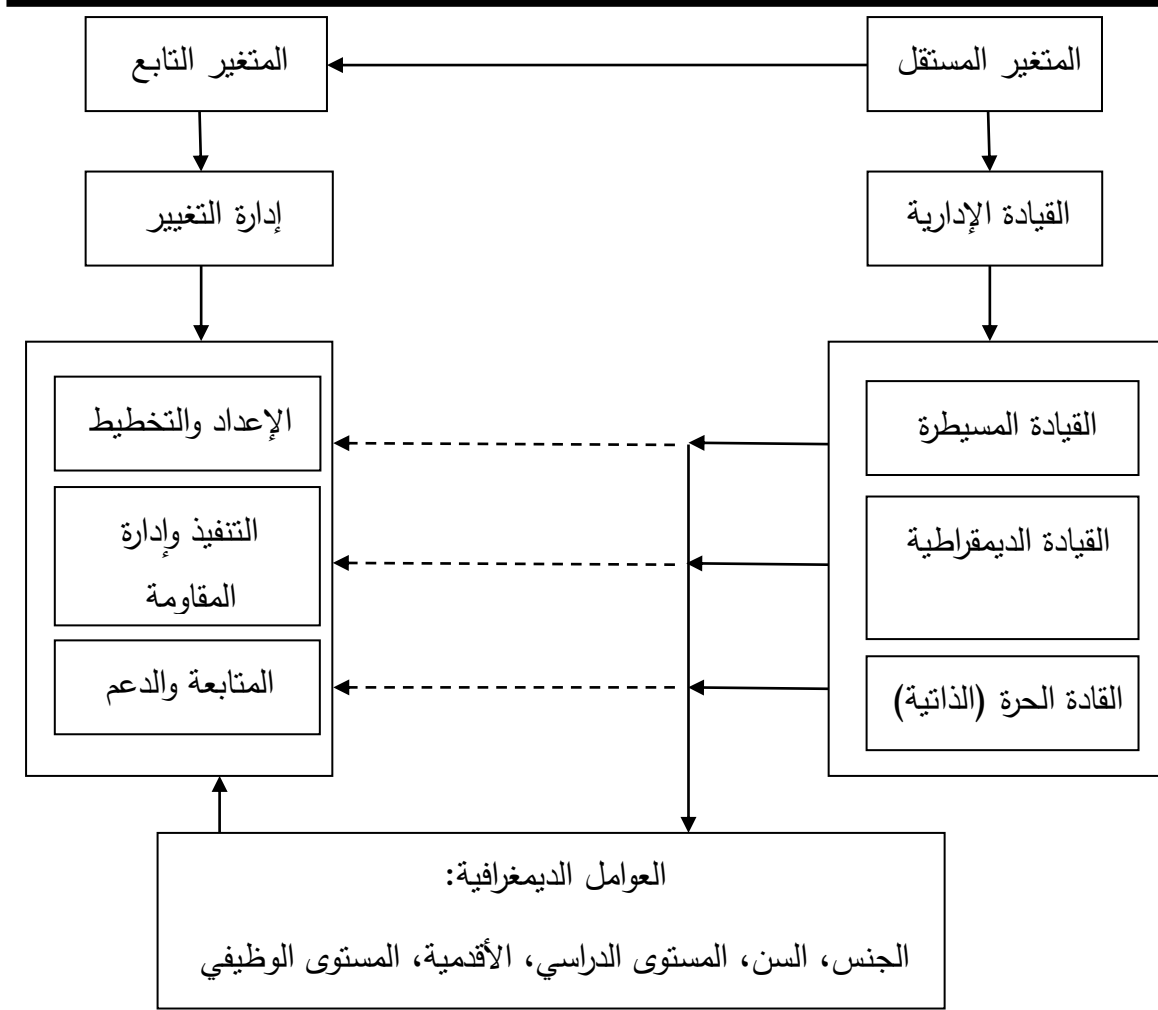 المتغير المستقل
المتغير التابع
القيادة الإدارية
إدارة التغيير
القيادة المسيطرة
الإعداد والتخطيط
القيادة الديمقراطية
التنفيذ وإدارة
المقاومة
القادة الحرة (الذاتية)
المتابعة والدعم
العوامل الديمغرافية:
الجنس، السن، المستوى الدراسي، الأقدمية، المستوى الوظيفي